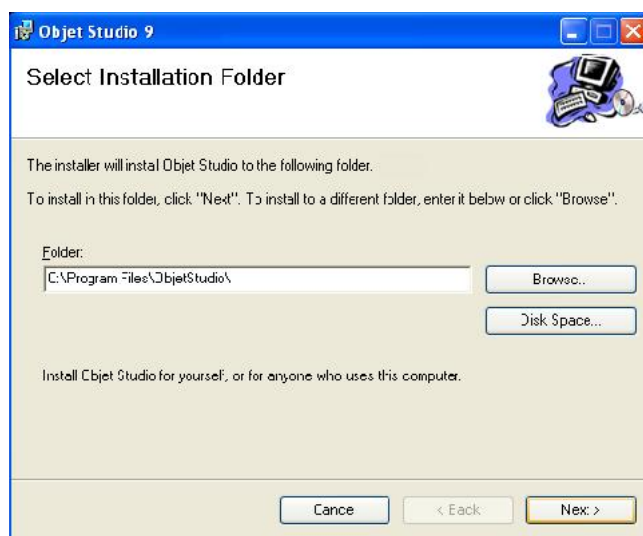 Objet Studio 9
Select Installation Folder
The installer will instal Objet Studio to the following folder.
To install in this folder, click "Next". To install to a different folder, enter it below or click "Browse".
Folder:
C:\Program Files\ObjetStudio\
Browse..
Disk Space...
Install Objet Studio for yourself, or for anyone who uses this computer.
Cance
< Back
Next >